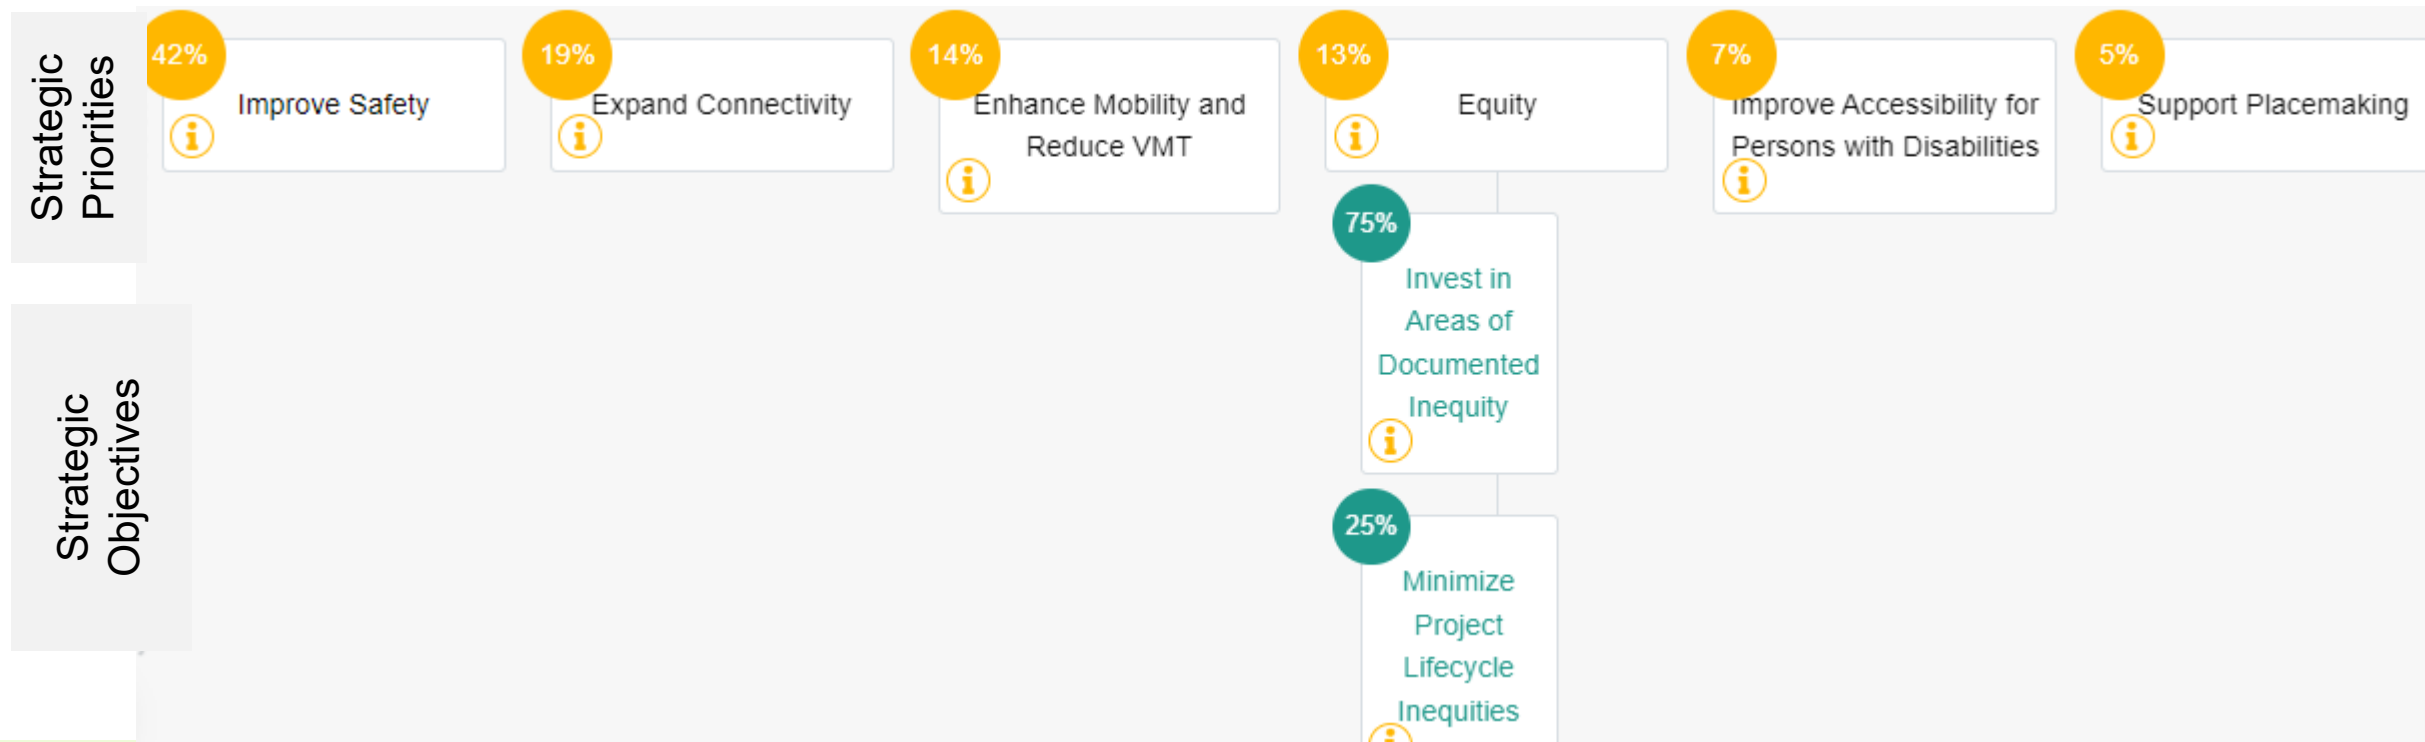 Strategic
Priorities
42%
Improve Safety
19%
Expand Connectivity
14%
Enhance Mobility and
Reduce VMT
13%
Equity
7%
Improve Accessibility for
Persons with Disabilities
5%
Support Placemaking
Strategic
Objectives
75%
Invest in
Areas of
Documented
Inequity
25%
Minimize
Project
Lifecycle
Inequities